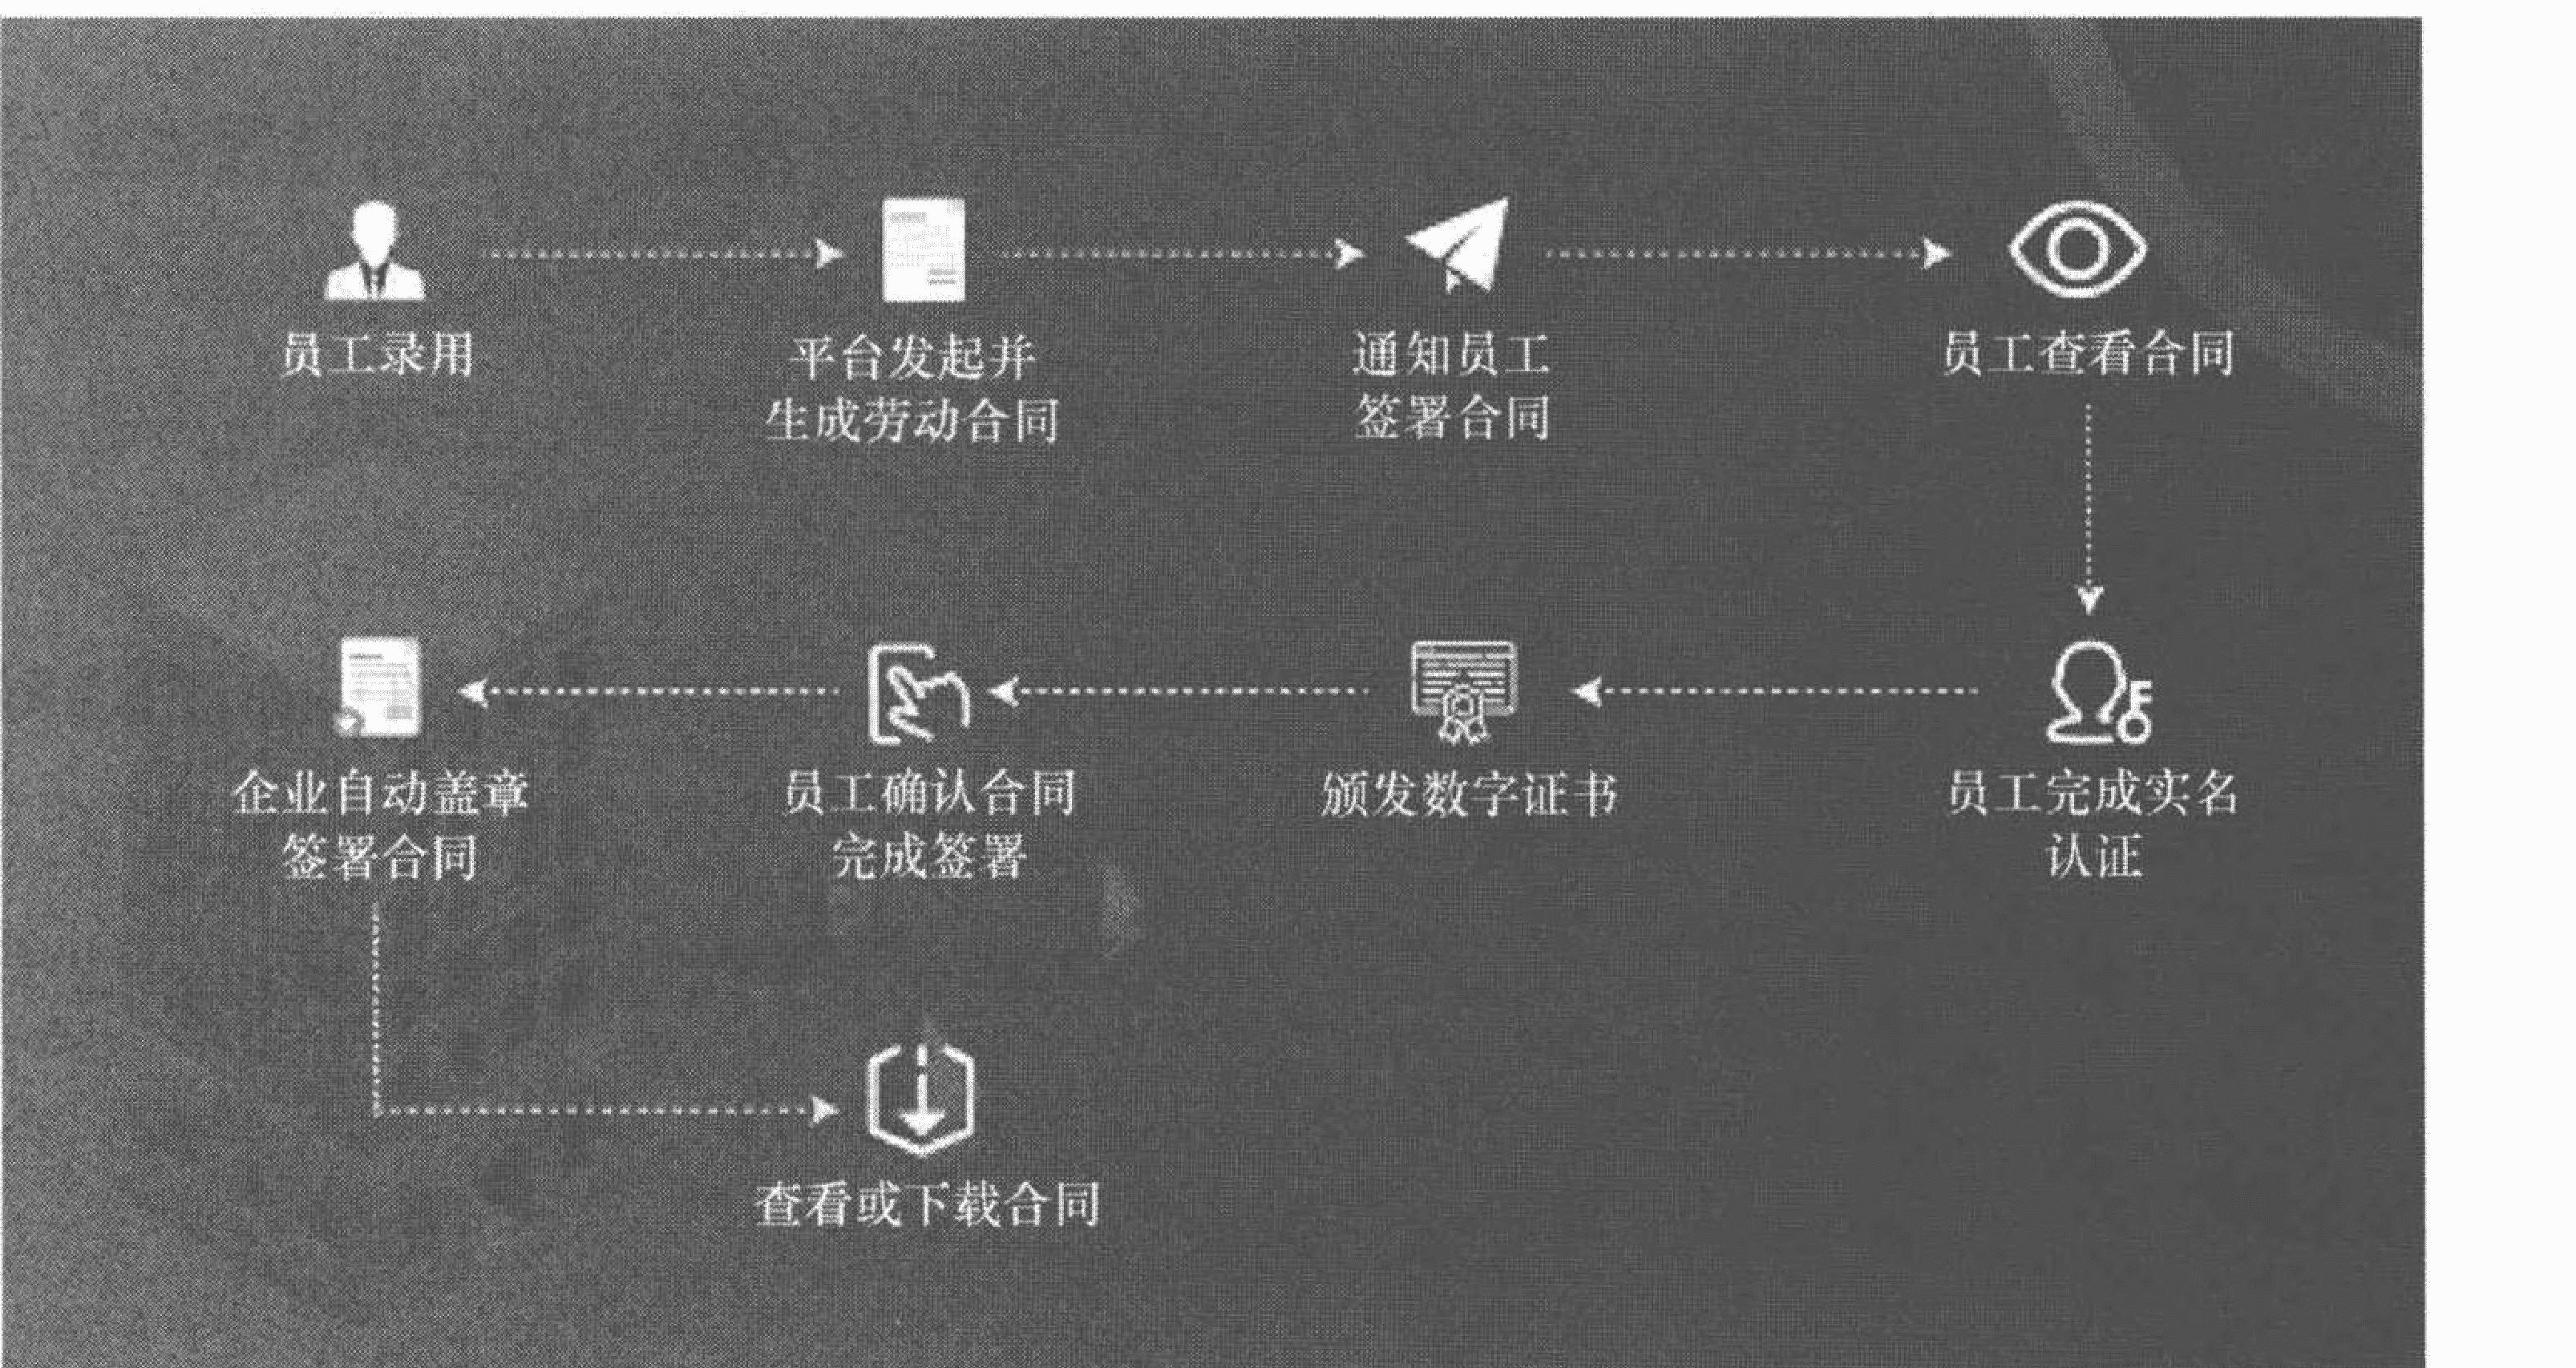 员工录用
平台发起并
生成劳动合同
通知员工
签署合同
员工查看合同
员工完成实名
认证
颁发数字证书
员工确认合同
完成签署
企业自动盖章
签署合同
查看或下载合同